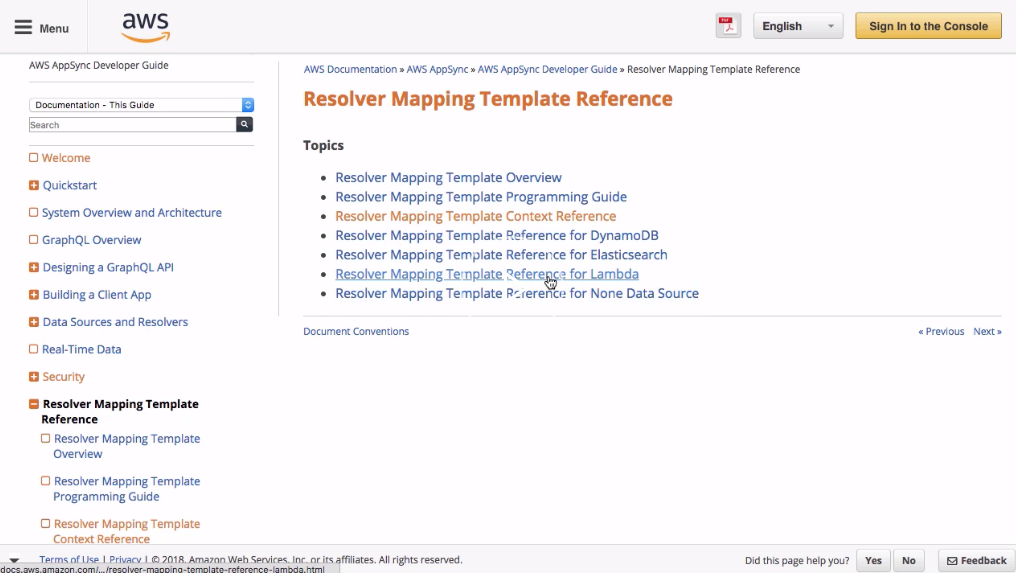 Menu
aws
PDF
English
Sign In to the Console
AWS AppSync Developer Guide
Documentation - This Guide
Search
Welcome
Quickstart
System Overview and Architecture
GraphQL Overview
Designing a GraphQL API
Building a Client App
Data Sources and Resolvers
Real-Time Data
Security
Resolver Mapping Template
Reference
Resolver Mapping Template
Overview
Resolver Mapping Template
Programming Guide
Resolver Mapping Template
Context Reference
AWS Documentation » AWS AppSync » AWS AppSync Developer Guide » Resolver Mapping Template Reference
Resolver Mapping Template Reference
Topics
Resolver Mapping Template Overview
Resolver Mapping Template Programming Guide
Resolver Mapping Template Context Reference
Resolver Mapping Template Reference for DynamoDB
Resolver Mapping Template Reference for Elasticsearch
Resolver Mapping Template Reference for Lambda
Resolver Mapping Template Reference for None Data Source
Document Conventions
« Previous Next »
Terms of Use | Privacy | © 2018, Amazon Web Services, Inc. or its affiliates. All rights reserved.
Did this page help you? Yes No Feedback
docs.aws.amazon.com/.../resolver-mapping-template-reference-lambda.html